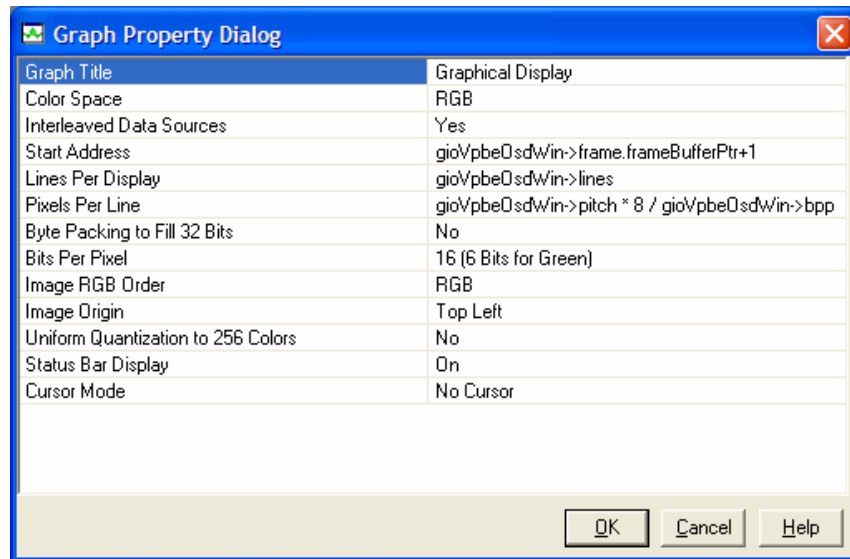 Graph Property Dialog
Graph Title Graphical Display
Color Space RGB
Interleaved Data Sources Yes
Start Address gioVpbeOsdWin->frame.frameBufferPtr+1
Lines Per Display gioVpbeOsdWin->lines
Pixels Per Line gioVpbeOsdWin->pitch * 8 / gioVpbeOsdWin->bpp
Byte Packing to Fill 32 Bits No
Bits Per Pixel 16 (6 Bits for Green)
Image RGB Order RGB
Image Origin Top Left
Uniform Quantization to 256 Colors No
Status Bar Display On
Cursor Mode No Cursor
OK Cancel Help